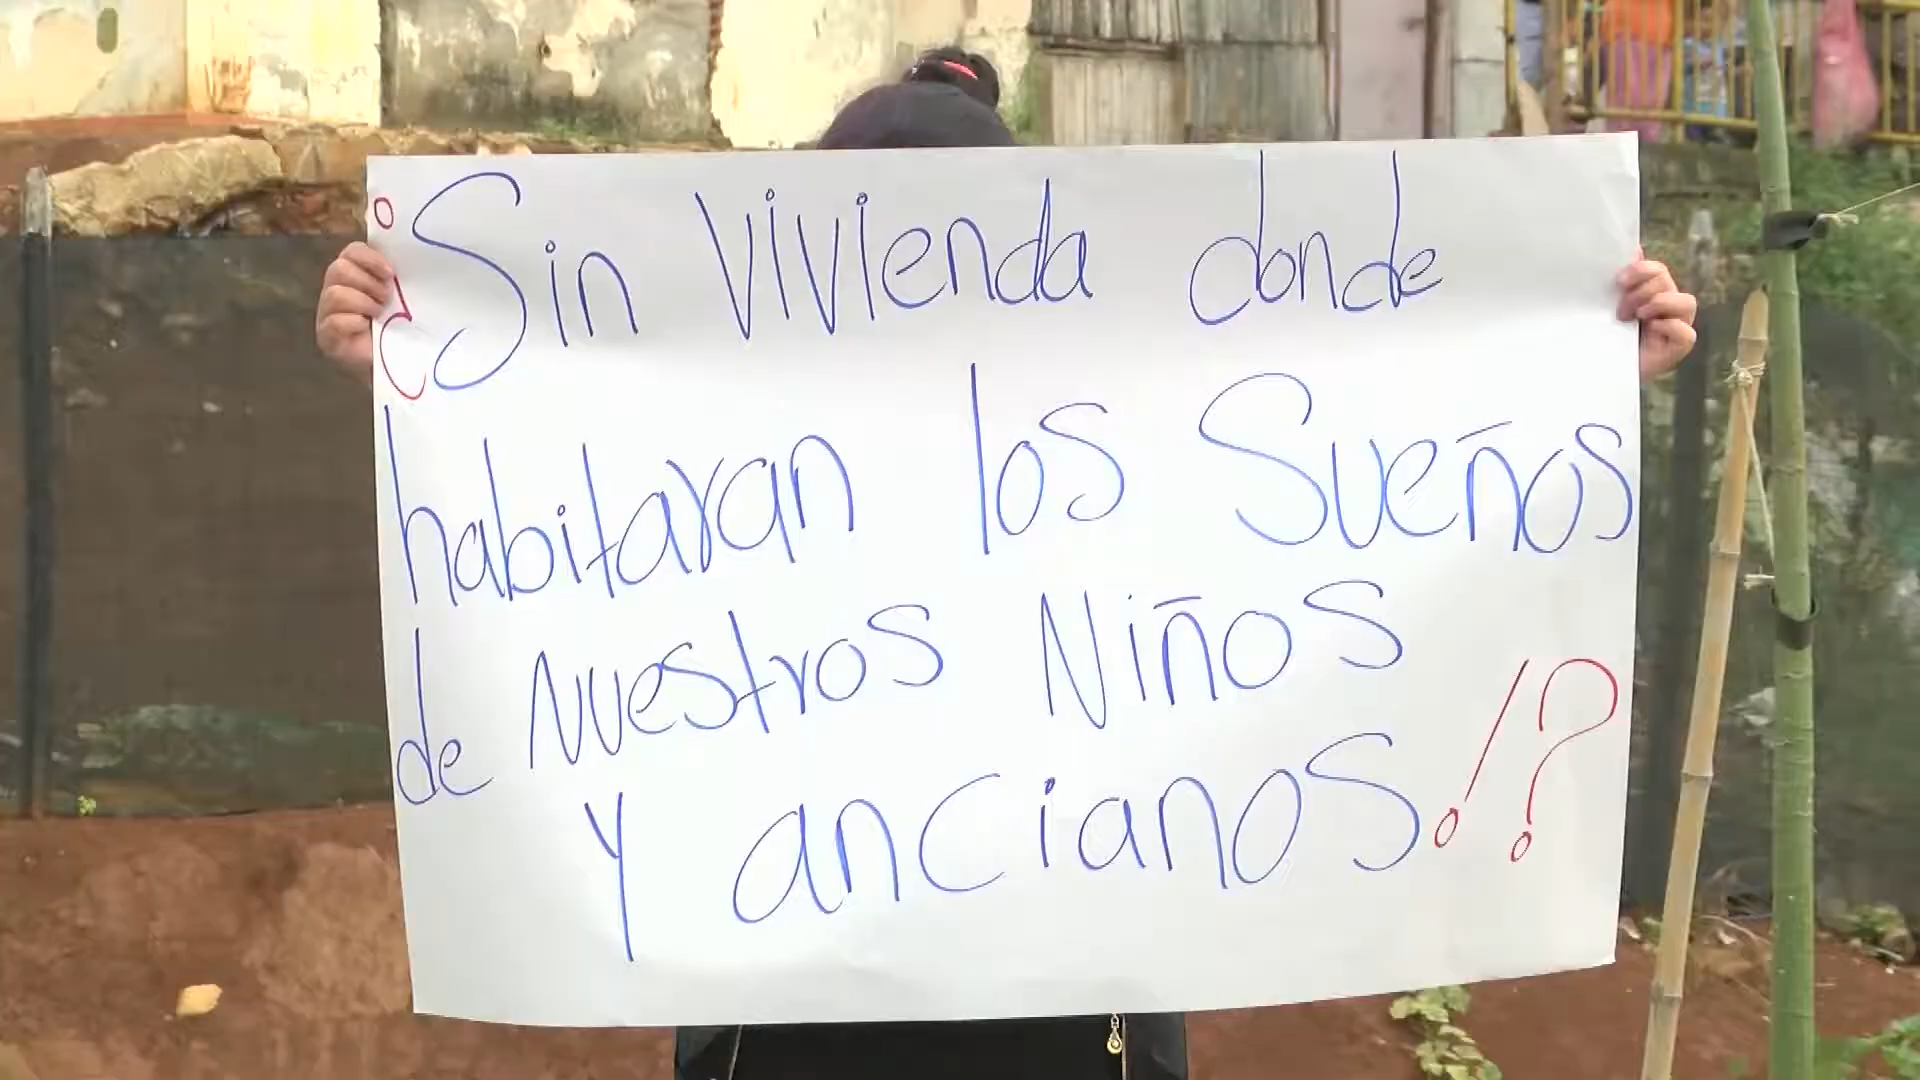 ¿Sin vivienda donde
habitaran los Sueños
de Nuestros Niños
Y ancianos!?